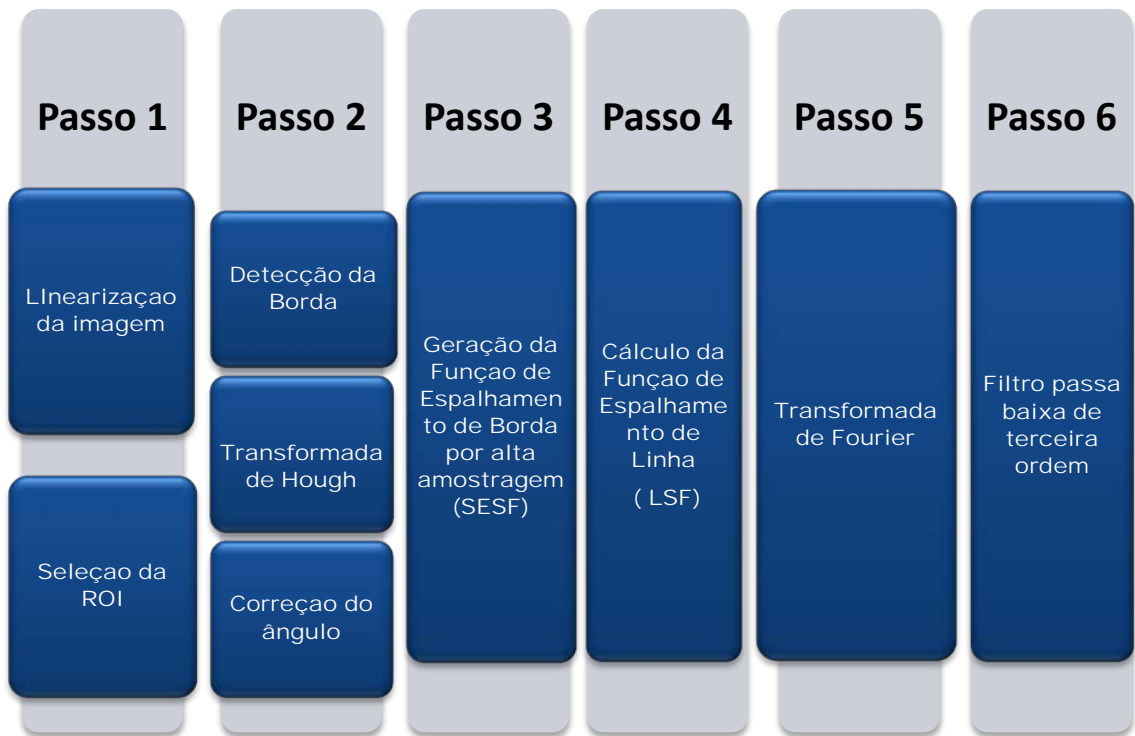 Passo 1
LInearizaçao
da imagem
Seleçao da
ROI
Passo 2
Detecção da
Borda
Transformada
de Hough
Correçao do
ângulo
Passo 3
Geração da
Funçao de
Espalhamen
to de Borda
por alta
amostragem
(SESF)
Passo 4
Cálculo da
Funçao de
Espalhame
nto de
Linha
( LSF)
Passo 5
Transformada
de Fourier
Passo 6
Filtro passa
baixa de
terceira
ordem